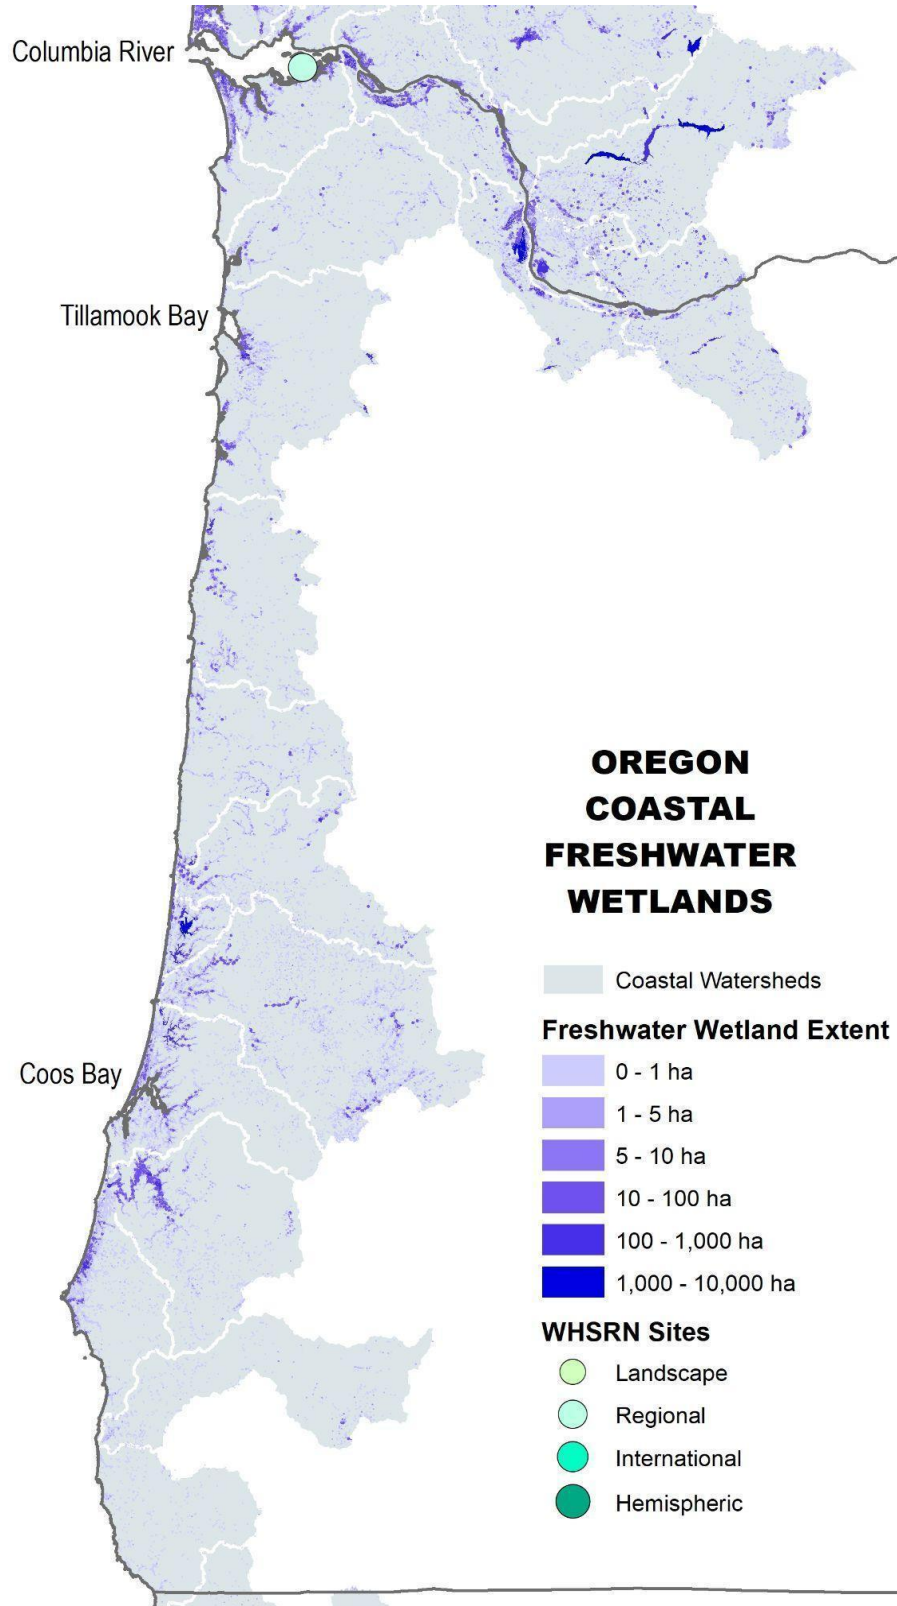 Columbia River
Tillamook Bay
Coos Bay
OREGON
COASTAL
FRESHWATER
WETLANDS
Coastal Watersheds
Freshwater Wetland Extent
0 - 1 ha
1 - 5 ha
5 - 10 ha
10 - 100 ha
100 - 1,000 ha
1,000 - 10,000 ha
WHSRN Sites
Landscape
Regional
International
Hemispheric